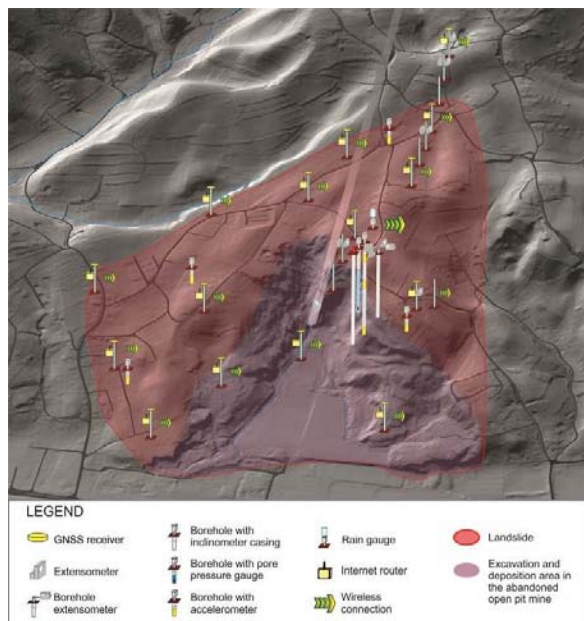 LEGEND
GNSS receiver
Extensometer
Borehole
extensometer
Borehole with
inclinometer casing
Borehole with pore
pressure gauge
Borehole with
accelerometer
Rain gauge
Internet router
Wireless
connection
Landslide
Excavation and
deposition area in
the abandoned
open pit mine